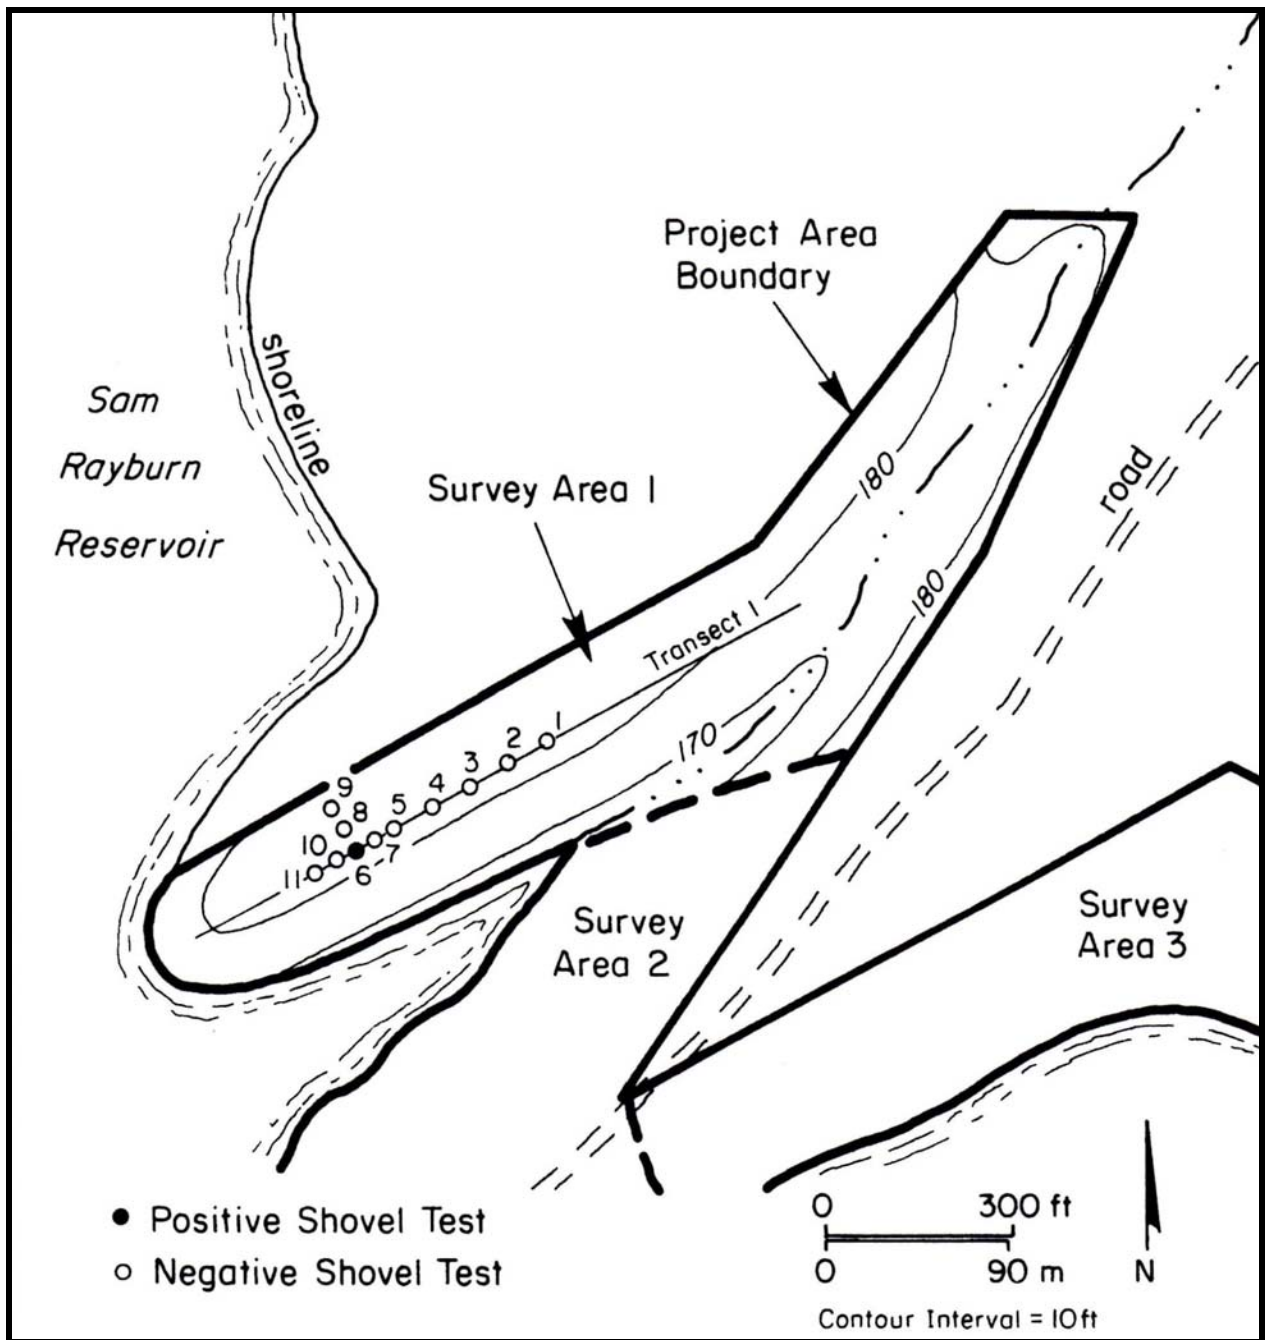 Project Area
Boundary
shoreline
Sam
Rayburn
Reservoir
Survey Area 1
180
road
180
Transect 1
1
2
3
4
5
9
8
10
7
11
6
170
Survey
Area 2
Survey
Area 3
Positive Shovel Test
Negative Shovel Test
0 300 ft
0 90 m
N
Contour Interval = 10ft